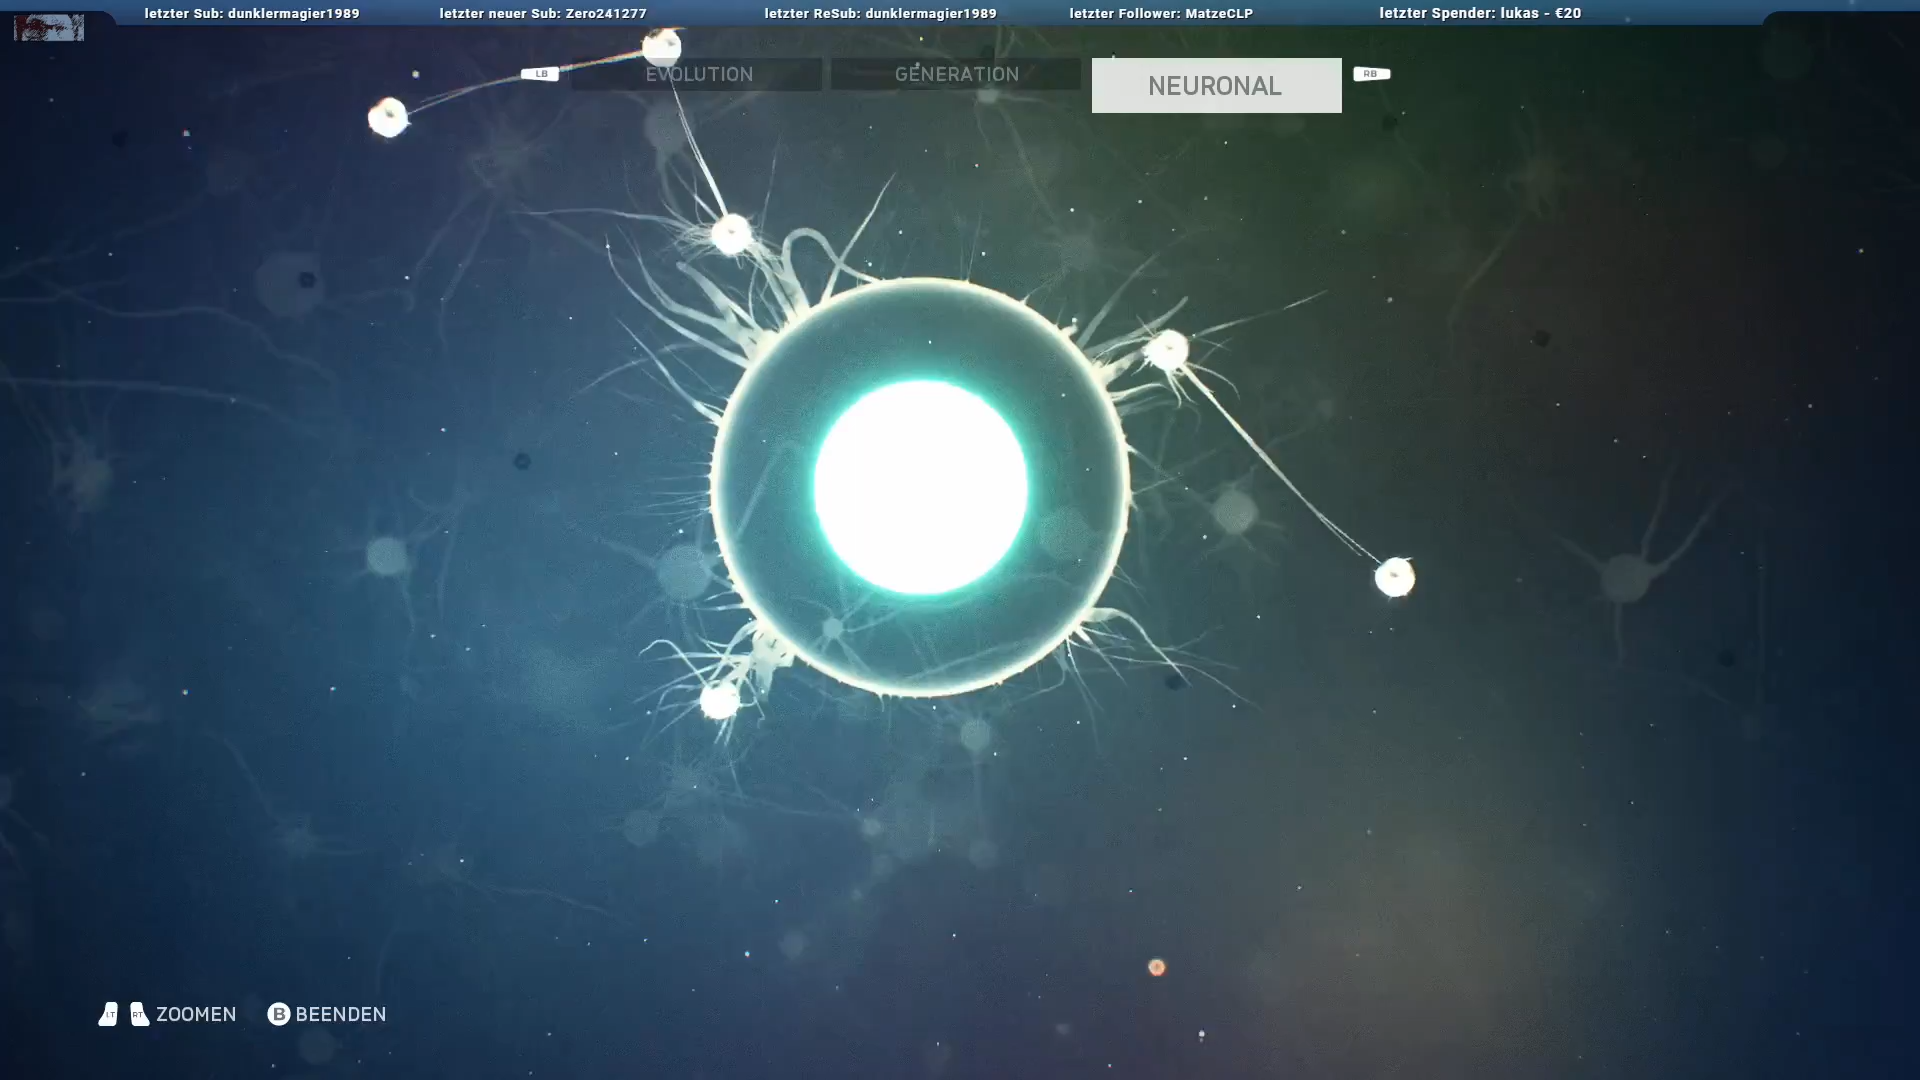 letzter Sub: dunklermagier1989
letzter neuer Sub: Zero241277
letzter ReSub: dunklermagier1989
letzter Follower: MatzeCLP
letzter Spender: lukas - €20
LB
EVOLUTION
GENERATION
NEURONAL
RB
LT RT ZOOMEN
B BEENDEN